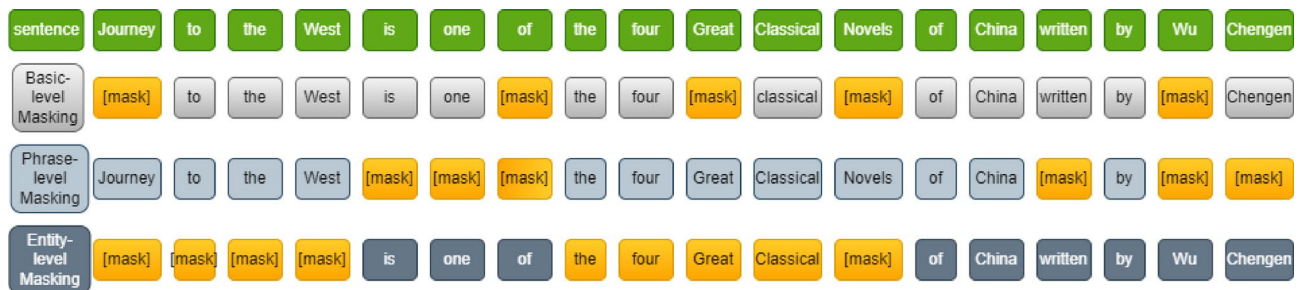 sentence Journey to the West is one of the four Great Classical Novels of China written by Wu Chengen
Basic-level Masking [mask] to the West is one [mask] the four [mask] classical [mask] of China written by [mask] Chengen
Phrase-level Masking Journey to the West [mask] [mask] [mask] the four Great Classical Novels of China [mask] by [mask] [mask]
Entity-level Masking [mask] [mask] [mask] [mask] is one of the four Great Classical [mask] of China written by Wu Chengen